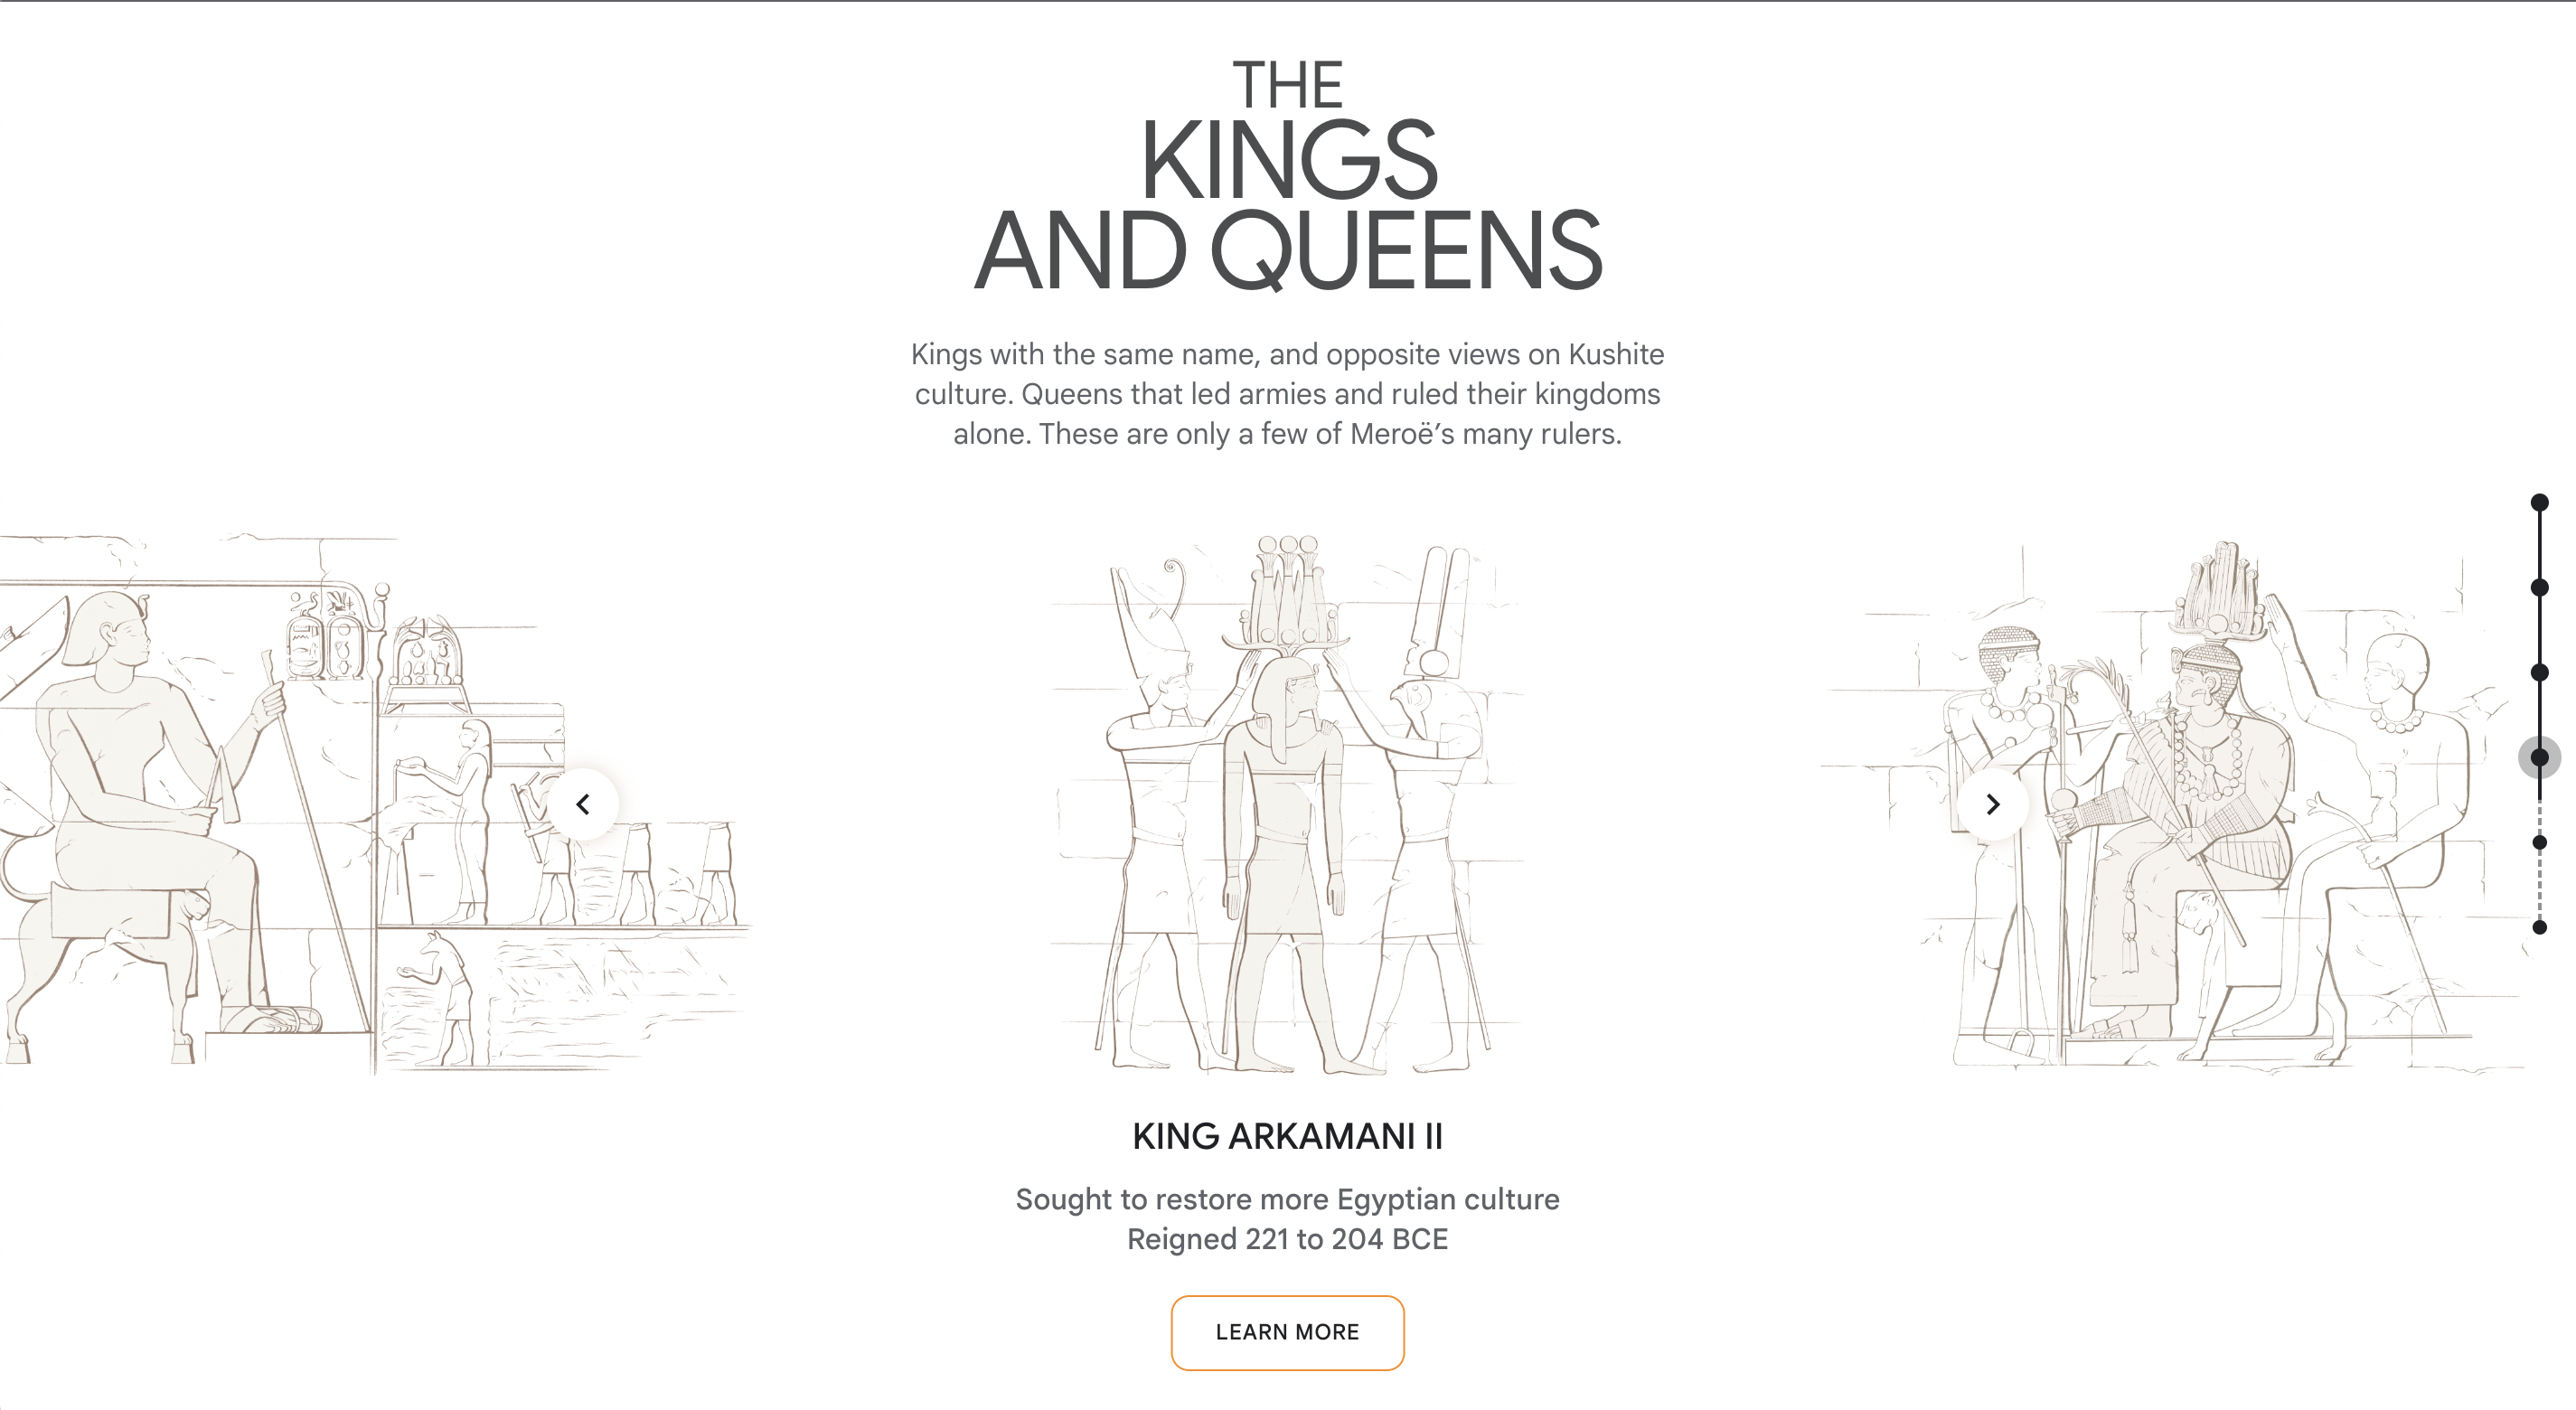 THE
KINGS
AND QUEENS
Kings with the same name, and opposite views on Kushite
culture. Queens that led armies and ruled their kingdoms
alone. These are only a few of Meroë’s many rulers.
KING ARKAMANI II
Sought to restore more Egyptian culture
Reigned 221 to 204 BCE
LEARN MORE